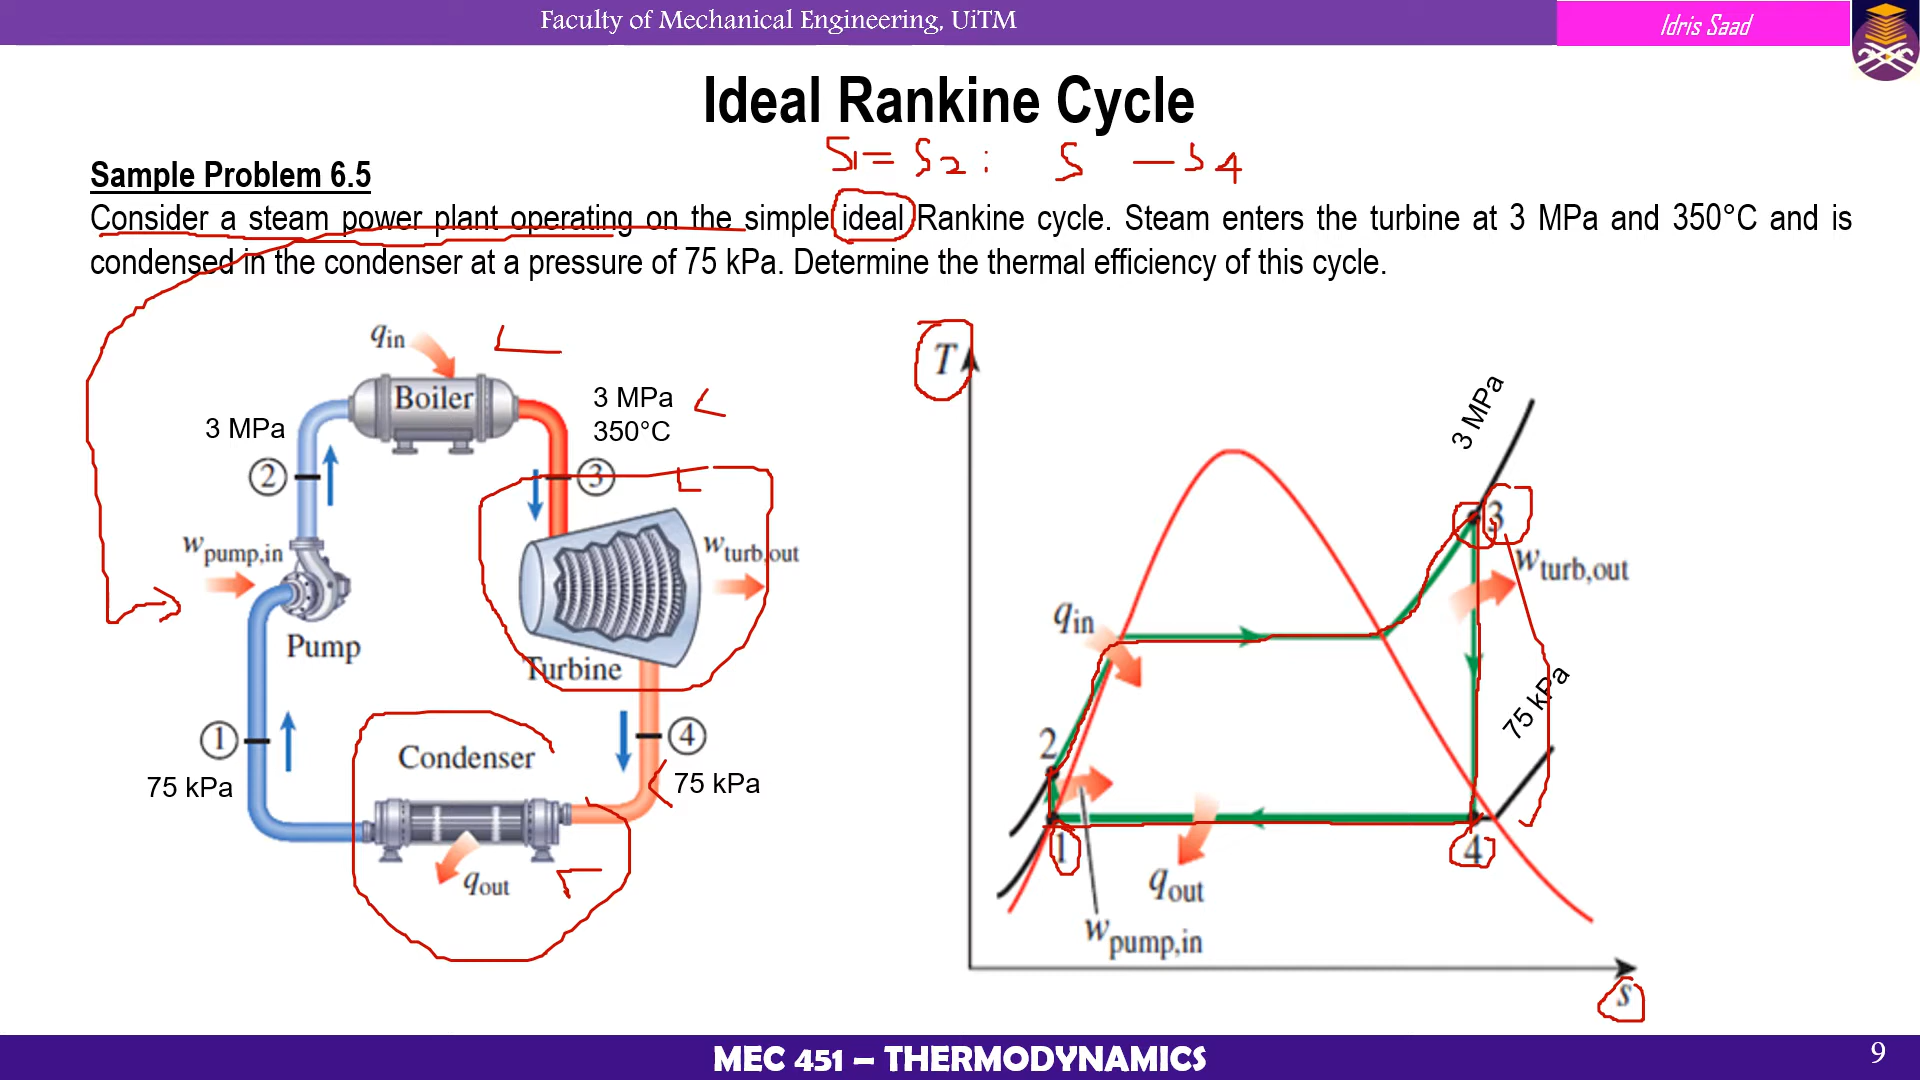 Faculty of Mechanical Engineering, UiTM
Idris Saad
Ideal Rankine Cycle
S1 = S2 ; S — S4
Sample Problem 6.5
Consider a steam power plant operating on the simple ideal Rankine cycle. Steam enters the turbine at 3 MPa and 350°C and is
condensed in the condenser at a pressure of 75 kPa. Determine the thermal efficiency of this cycle.
qin
Boiler
3 MPa
350°C
3 MPa
2
3
wpump,in
wturb,out
Pump
Turbine
1
4
Condenser
75 kPa
75 kPa
qout
T
3 MPa
3
wturb,out
qin
75 kPa
2
1
4
qout
wpump,in
s
MEC 451 – THERMODYNAMICS
9